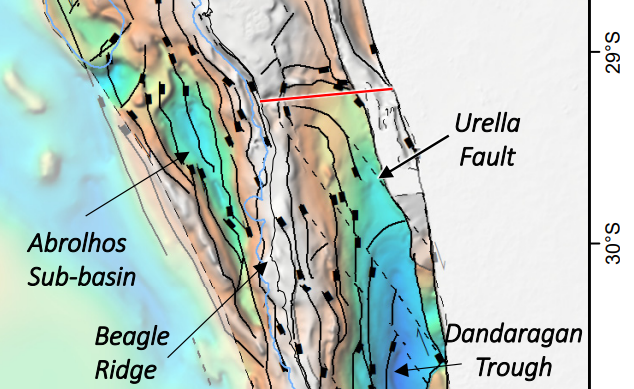 29°S
Urella
Fault
Abrolhos
Sub-basin
30°S
Beagle
Ridge
Dandaragan
Trough